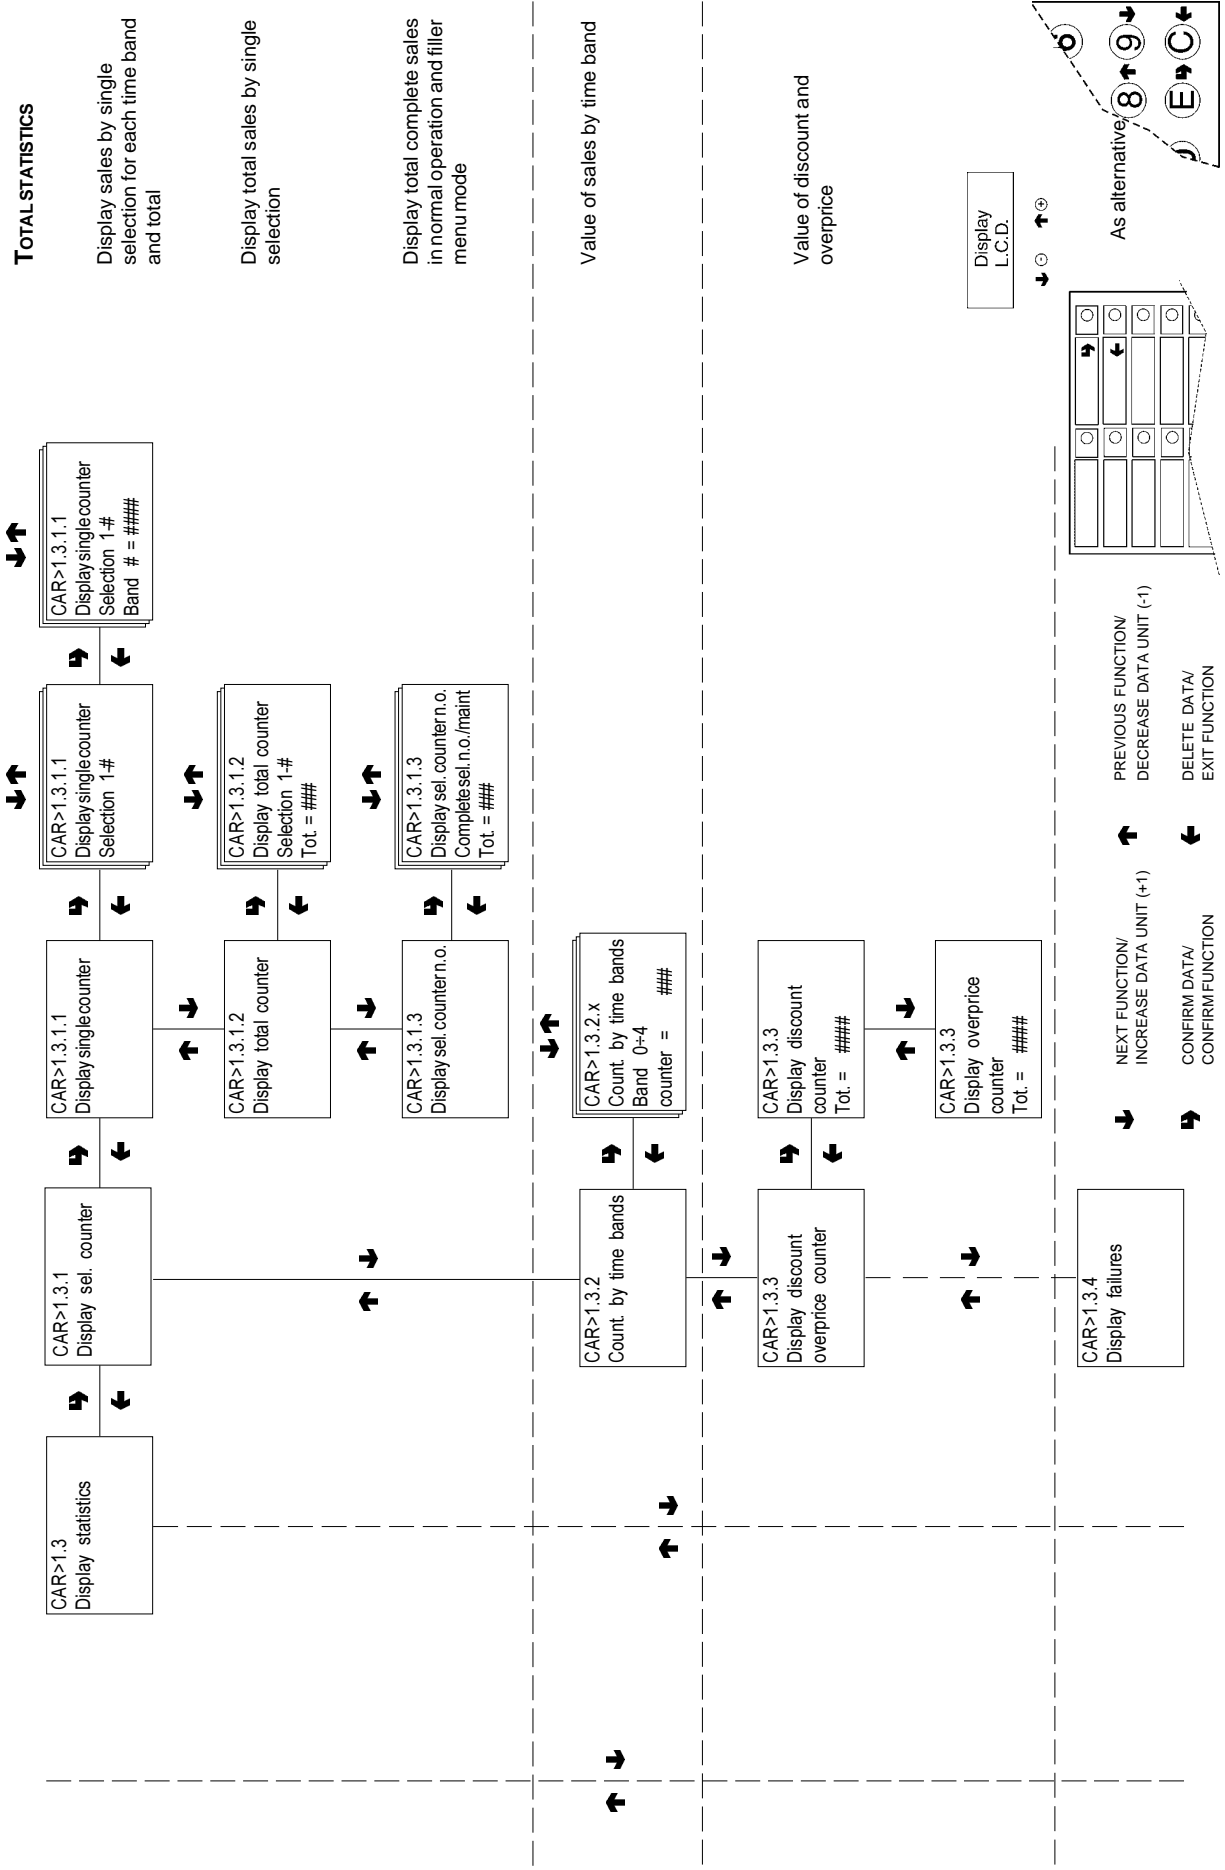 TOTAL STATISTICS
CAR>1.3
Display statistics
CAR>1.3.1
Display sel. counter
CAR>1.3.1.1
Display single counter
CAR>1.3.1.1
Display single counter
Selection 1-#
CAR>1.3.1.1
Display single counter
Selection 1-#
Band # = ####
Display sales by single
selection for each time band
and total
CAR>1.3.1.2
Display total counter
CAR>1.3.1.2
Display total counter
Selection 1-#
Tot. = ###
Display total sales by single
selection
CAR>1.3.1.3
Display sel. counter n.o.
CAR>1.3.1.3
Display sel. counter n.o.
Complete sel. n.o./maint
Tot. = ###
Display total complete sales
in normal operation and filler
menu mode
CAR>1.3.2
Count. by time bands
CAR>1.3.2.x
Count. by time bands
Band 0÷4
counter = ###
Value of sales by time band
CAR>1.3.3
Display discount
overprice counter
CAR>1.3.3
Display discount
counter
Tot. = ####
Value of discount and
overprice
CAR>1.3.3
Display overprice
counter
Tot. = ####
CAR>1.3.4
Display failures
Display
L.C.D.
- +
NEXT FUNCTION/
INCREASE DATA UNIT (+1)
PREVIOUS FUNCTION/
DECREASE DATA UNIT (-1)
CONFIRM DATA/
CONFIRM FUNCTION
DELETE DATA/
EXIT FUNCTION
As alternative
6
8 9
E C